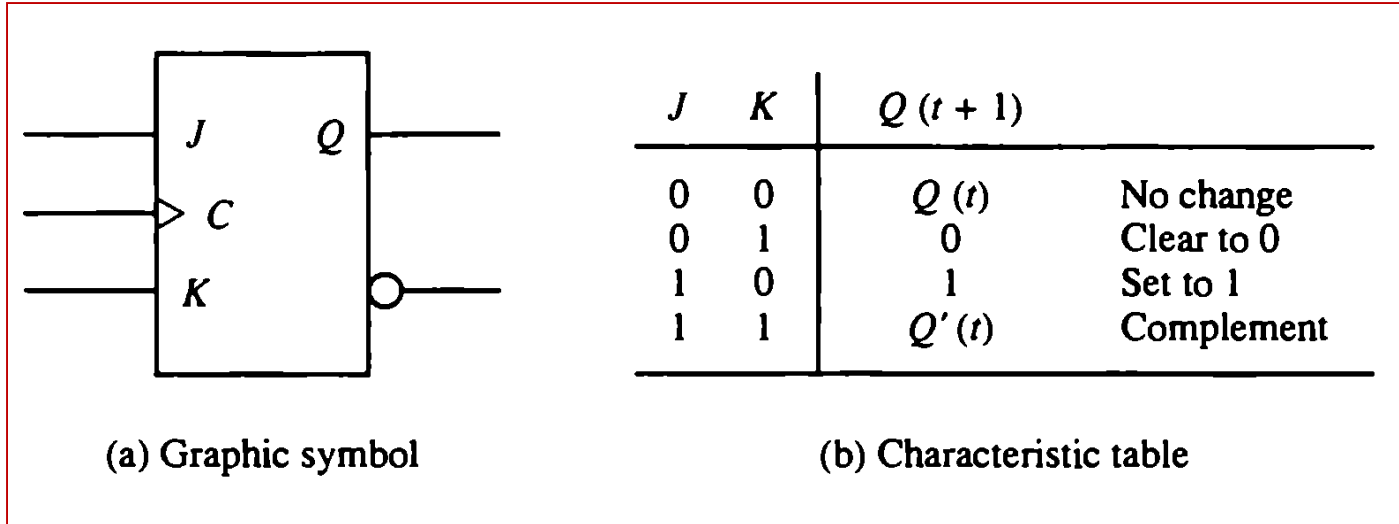 J Q
C
K
(a) Graphic symbol
J K Q (t + 1)
0 0 Q (t) No change
0 1 0 Clear to 0
1 0 1 Set to 1
1 1 Q′ (t) Complement
(b) Characteristic table